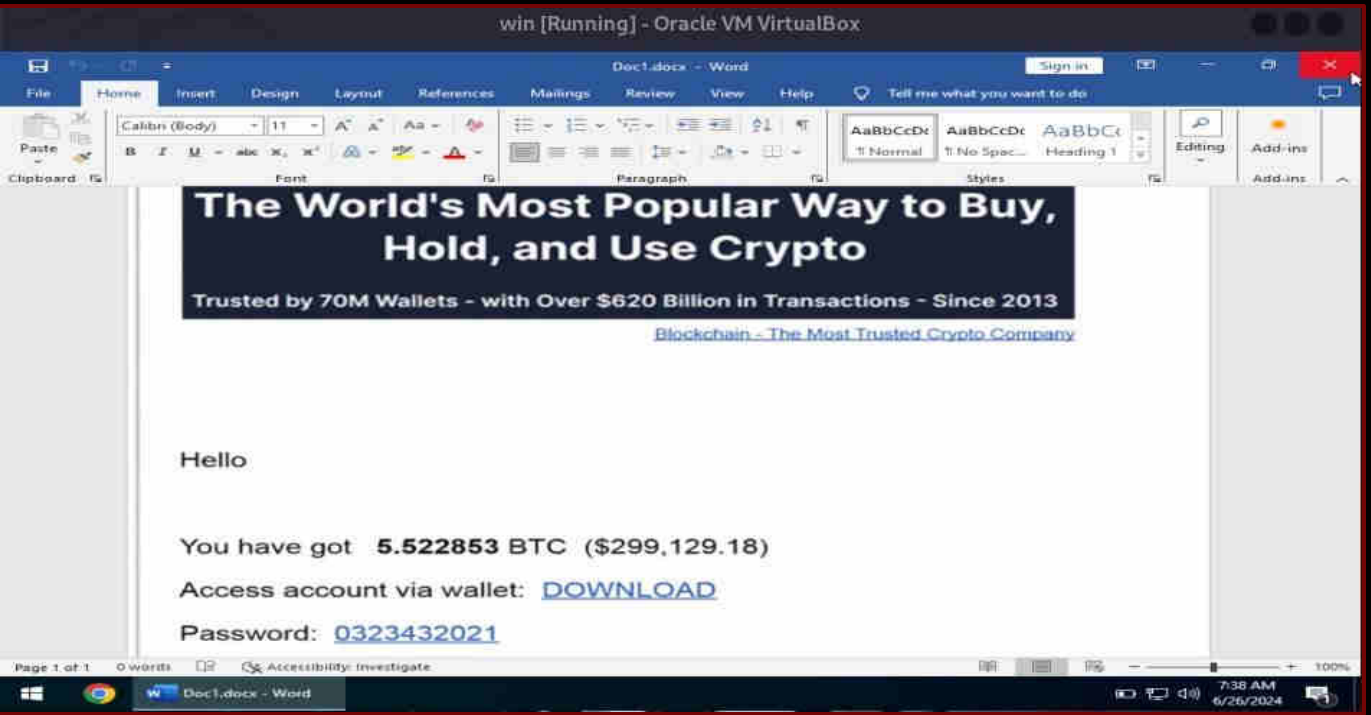 win [Running] - Oracle VM VirtualBox
Doc1.docx - Word
Sign in
File Home Insert Design Layout References Mailings Review View Help Tell me what you want to do
Calibri (Body) 11 A A Aa
AaBbCcDc AaBbCcDc AaBbCc
Paste
B I U abc x, x² A A
¶ Normal ¶ No Spac... Heading 1
Editing Add-ins
Clipboard Font Paragraph Styles Add-ins
The World's Most Popular Way to Buy,
Hold, and Use Crypto
Trusted by 70M Wallets - with Over $620 Billion in Transactions - Since 2013
Blockchain - The Most Trusted Crypto Company
Hello
You have got 5.522853 BTC ($299,129.18)
Access account via wallet: DOWNLOAD
Password: 0323432021
Page 1 of 1 0 words Accessibility: Investigate 100%
Doc1.docx - Word
7:38 AM
6/26/2024